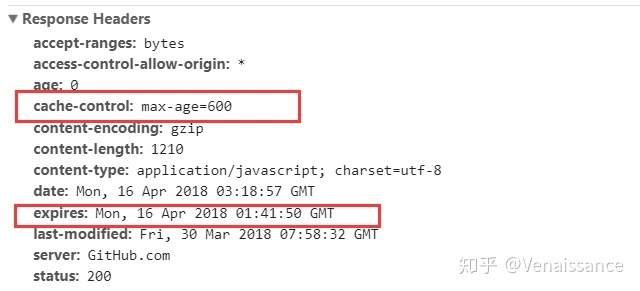 ▼ Response Headers
accept-ranges: bytes
access-control-allow-origin: *
age: 0
cache-control: max-age=600
content-encoding: gzip
content-length: 1210
content-type: application/javascript; charset=utf-8
date: Mon, 16 Apr 2018 03:18:57 GMT
expires: Mon, 16 Apr 2018 01:41:50 GMT
last-modified: Fri, 30 Mar 2018 07:58:32 GMT
server: GitHub.com
status: 200
知乎 @Venaissance